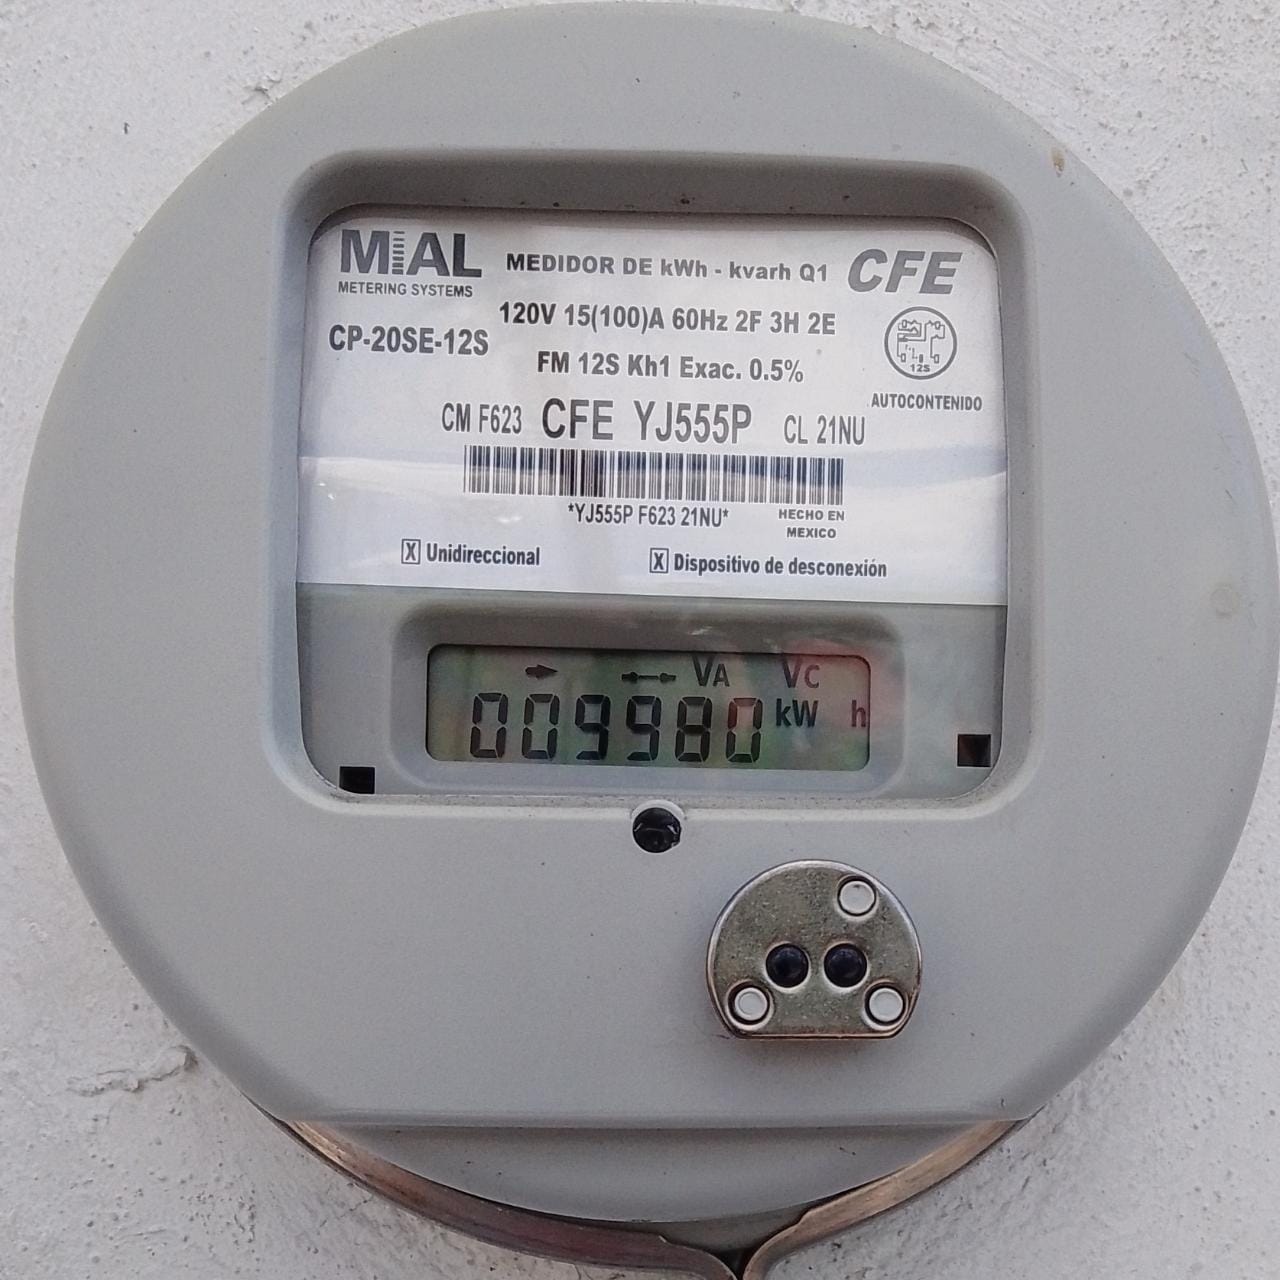 MIAL
METERING SYSTEMS
MEDIDOR DE kWh - kvarh Q1
CFE
120V 15(100)A 60Hz 2F 3H 2E
CP-20SE-12S
FM 12S Kh1 Exac. 0.5%
12S
AUTOCONTENIDO
CM F623 CFE YJ555P CL 21NU
*YJ555P F623 21NU*
HECHO EN
MEXICO
X Unidireccional
X Dispositivo de desconexión
VA VC
009980 kW h